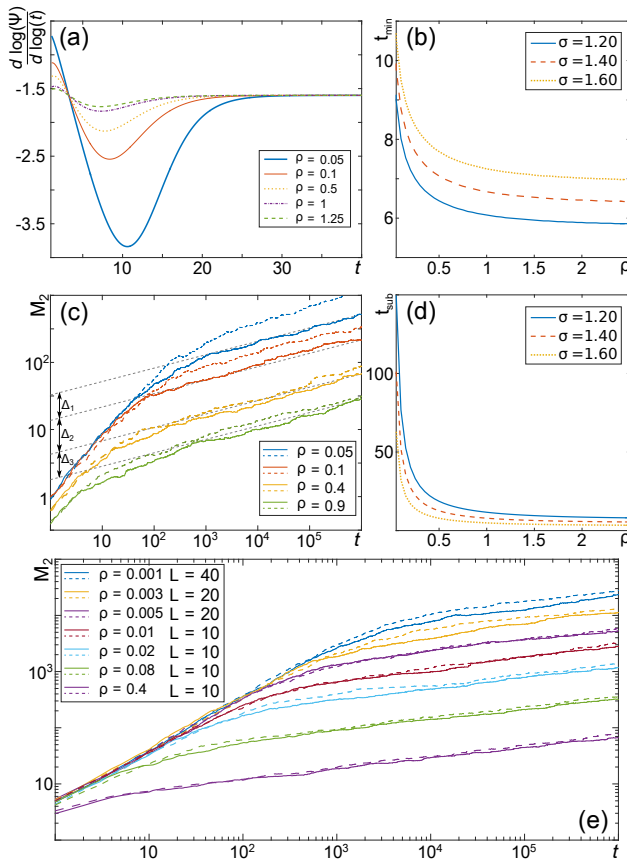 (a)
d log(Ψ)
d log(t)
-1.5
-2.5
-3.5
10
20
30
t
ρ = 0.05
ρ = 0.1
ρ = 0.5
ρ = 1
ρ = 1.25
(b)
t_min
10
8
6
0.5
1
2
ρ
σ = 1.20
σ = 1.40
σ = 1.60
(c)
M_2
10^2
10
1
Δ_1
Δ_2
Δ_3
10
10^2
10^3
10^4
10^5
t
ρ = 0.05
ρ = 0.1
ρ = 0.4
ρ = 0.9
(d)
t_sub
100
50
0.5
1
2
ρ
σ = 1.20
σ = 1.40
σ = 1.60
M_2
ρ = 0.001 L = 40
ρ = 0.003 L = 20
ρ = 0.005 L = 20
ρ = 0.01 L = 10
ρ = 0.02 L = 10
ρ = 0.08 L = 10
ρ = 0.4 L = 10
10^3
10
10
10^2
10^3
10^4
10^5
t
(e)